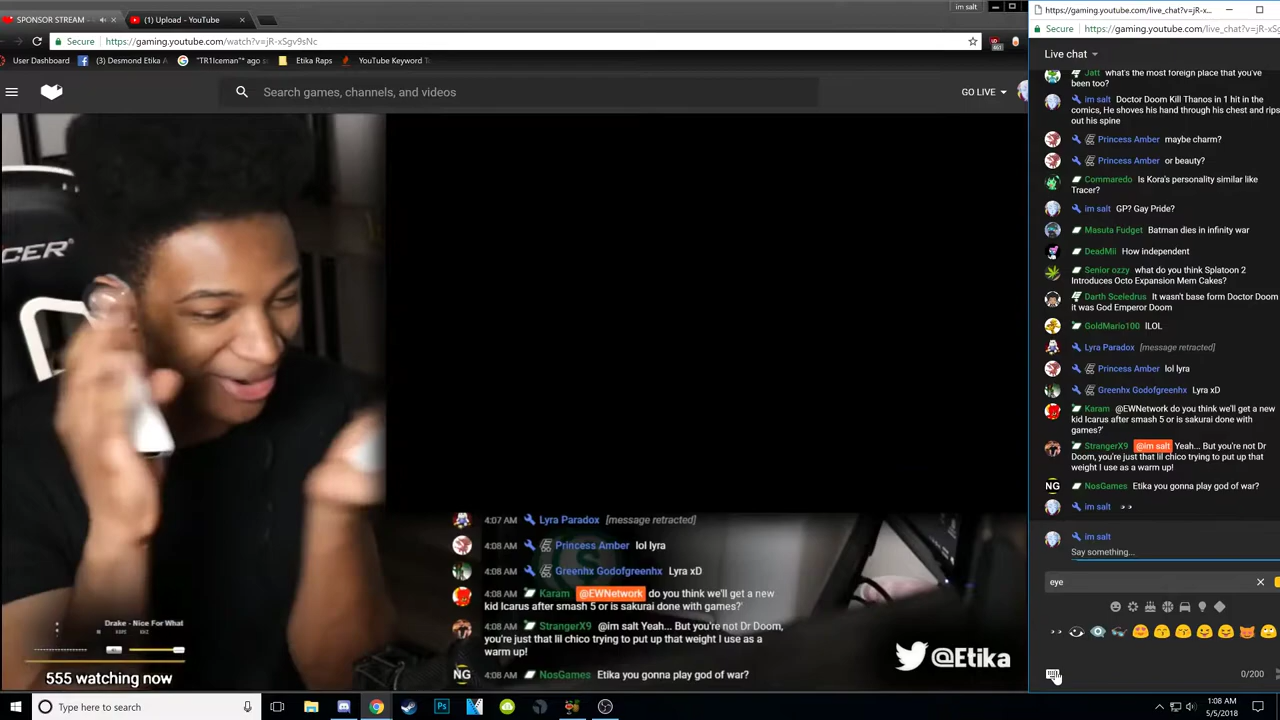 SPONSOR STREAM -
(1) Upload - YouTube
im salt
Secure
https://gaming.youtube.com/watch?v=jR-xSgv9sNc
User Dashboard
(3) Desmond Etika A
"TR1Iceman"* ago s
Etika Raps
YouTube Keyword To
Search games, channels, and videos
GO LIVE
CER
4:07 AM Lyra Paradox [message retracted]
4:08 AM Princess Amber lol lyra
4:08 AM Greenhx Godofgreenhx Lyra xD
4:08 AM Karam @EWNetwork do you think we'll get a new
kid Icarus after smash 5 or is sakurai done with games?'
4:08 AM StrangerX9 @im salt Yeah... But you're not Dr Doom,
you're just that lil chico trying to put up that weight I use as a
warm up!
4:08 AM NosGames Etika you gonna play god of war?
Drake - Nice For What
555 watching now
@Etika
https://gaming.youtube.com/live_chat?v=jR-x...
Secure
https://gaming.youtube.com/live_chat?v=jR-xSg
Live chat
Jatt what's the most foreign place that you've
been too?
im salt Doctor Doom Kill Thanos in 1 hit in the
comics, He shoves his hand through his chest and rips
out his spine
Princess Amber maybe charm?
Princess Amber or beauty?
Commaredo Is Kora's personality similar like
Tracer?
im salt GP? Gay Pride?
Masuta Fudget Batman dies in infinity war
DeadMii How independent
Senior ozzy what do you think Splatoon 2
Introduces Octo Expansion Mem Cakes?
Darth Sceledrus It wasn't base form Doctor Doom
it was God Emperor Doom
GoldMario100 lLOL
Lyra Paradox [message retracted]
Princess Amber lol lyra
Greenhx Godofgreenhx Lyra xD
Karam @EWNetwork do you think we'll get a new
kid Icarus after smash 5 or is sakurai done with
games?'
StrangerX9 @im salt Yeah... But you're not Dr
Doom, you're just that lil chico trying to put up that
weight I use as a warm up!
NG NosGames Etika you gonna play god of war?
im salt
im salt
Say something...
eye
0/200
Type here to search
1:08 AM
5/5/2018